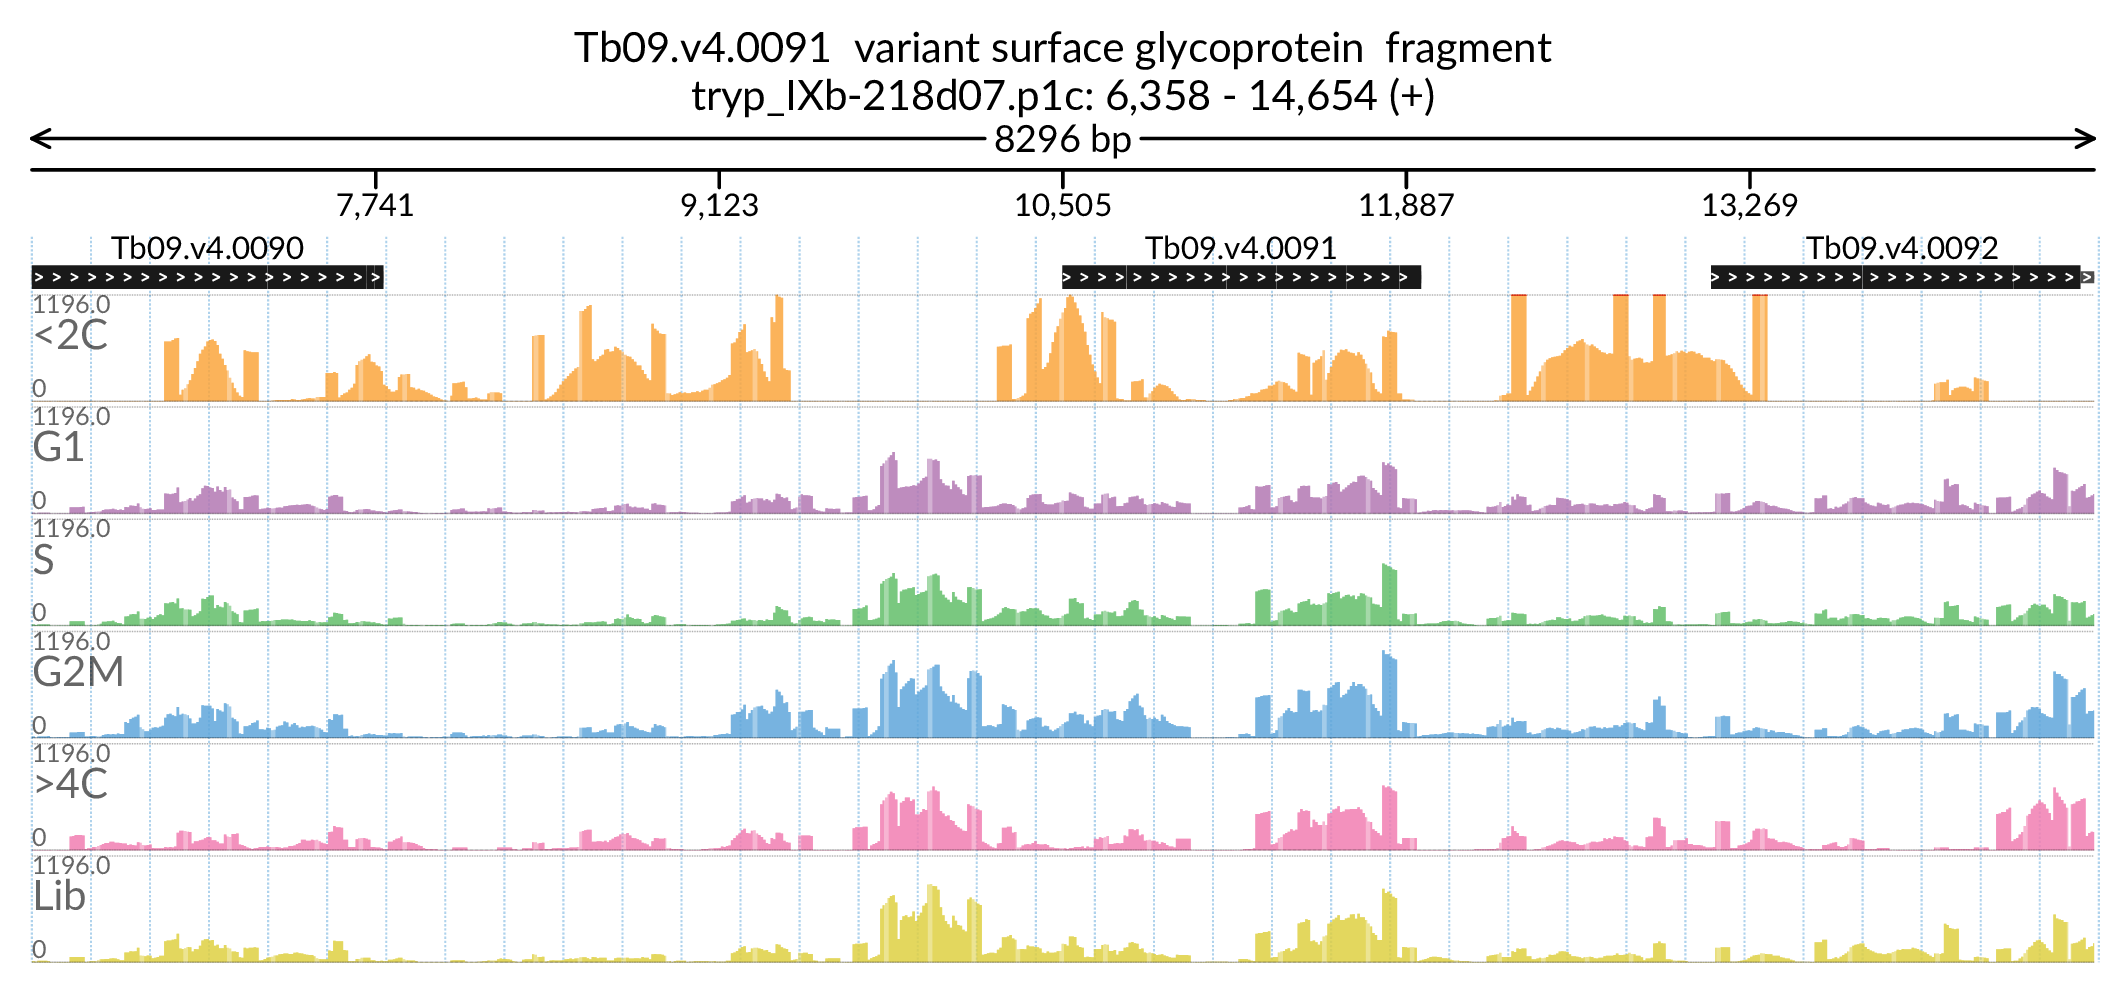 Tb09.v4.0091 variant surface glycoprotein fragment
tryp_IXb-218d07.p1c: 6,358 - 14,654 (+)
8296 bp
7,741 9,123 10,505 11,887 13,269
Tb09.v4.0090 Tb09.v4.0091 Tb09.v4.0092
1196.0
<2C
0
1196.0
G1
0
1196.0
S
0
1196.0
G2M
0
1196.0
>4C
0
1196.0
Lib
0